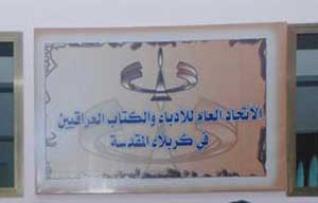 الاتحاد العام للادباء والكتاب العراقيين
في كربلاء المقدسة